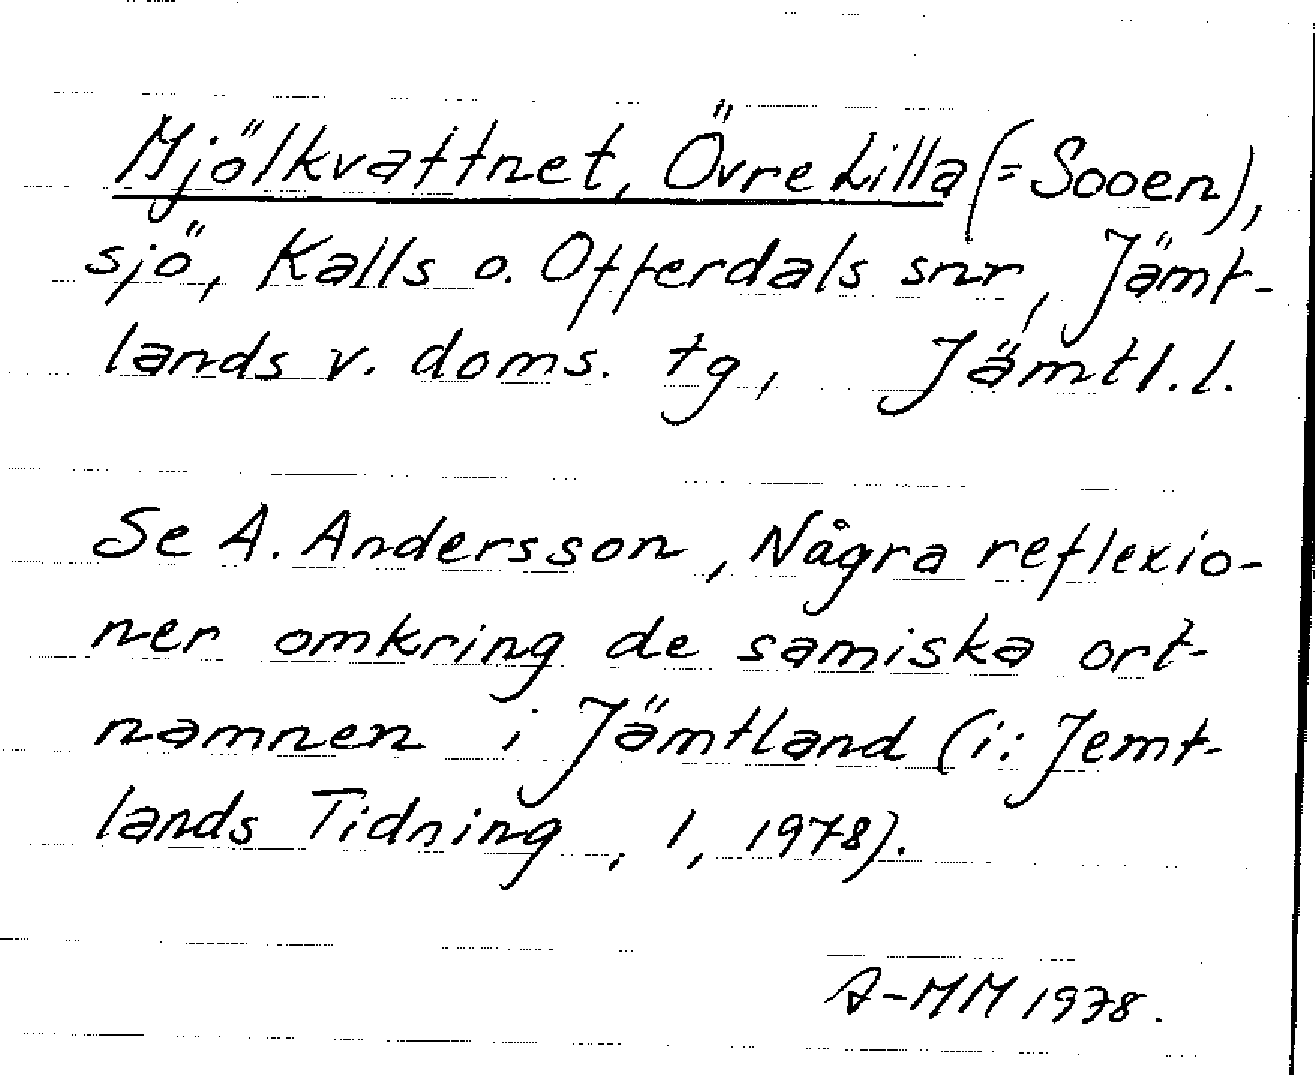 Mjölkvattnet, Övre Lilla (= Sooen),
sjö, Kalls o. Offerdals snr, Jämt-
lands v. doms. tg, Jämtl. l.
Se A. Andersson, Några reflexio-
ner omkring de samiska ort-
namnen i Jämtland (i: Jemt-
lands Tidning, 1, 1978).
A-MM 1978.